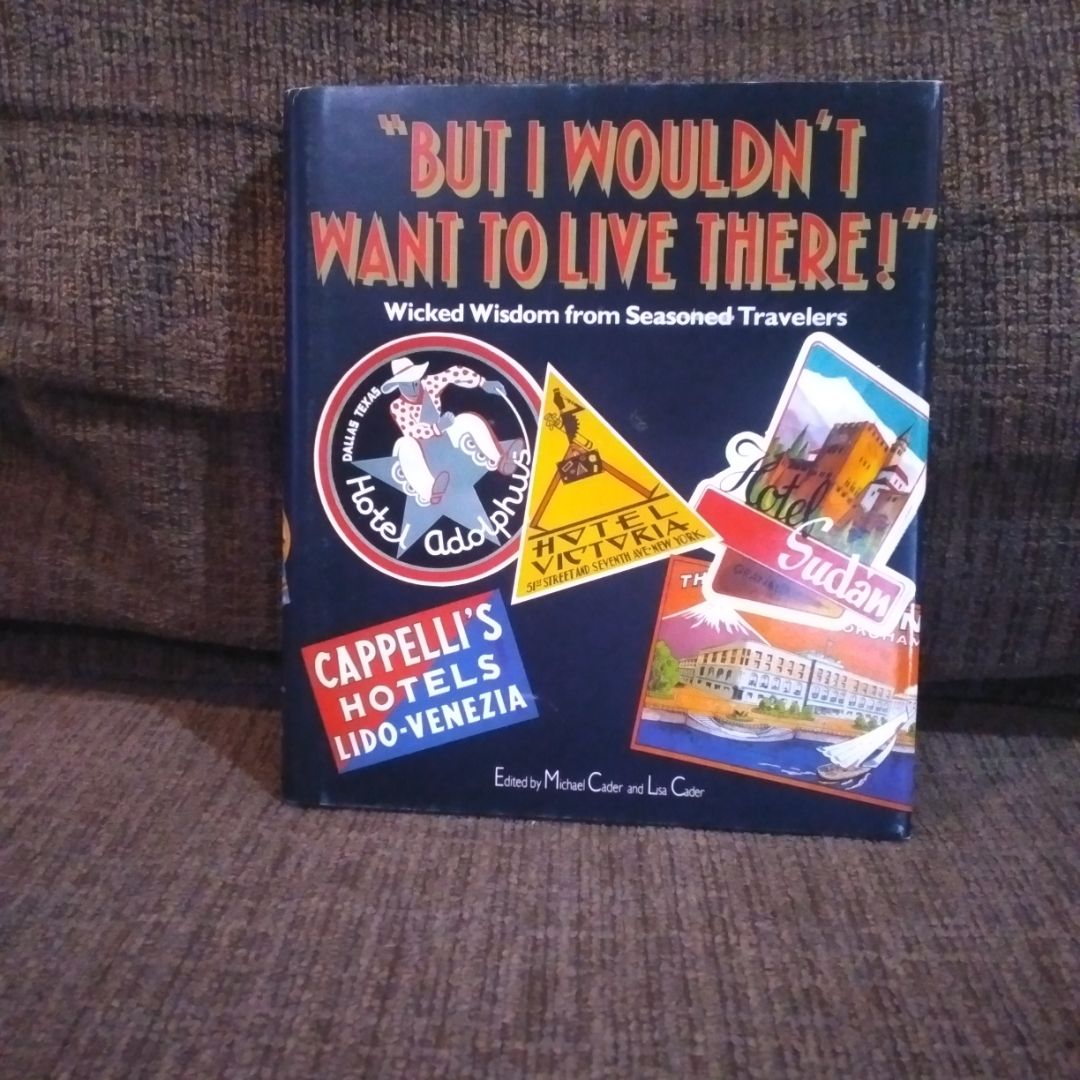 "BUT I WOULDN'T
WANT TO LIVE THERE!"
Wicked Wisdom from Seasoned Travelers
DALLAS TEXAS
Hotel Adolphus
HOTEL
VICTORIA
51ST STREET AND SEVENTH AVE·NEW YORK
Hotel
Sudan
TH
CAPPELLI'S
HOTELS
LIDO-VENEZIA
Edited by Michael Cader and Lisa Cader